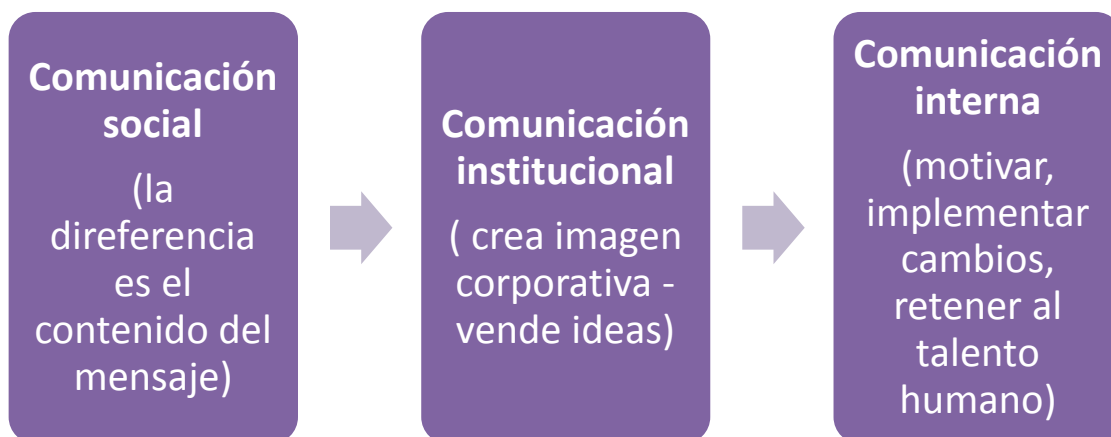 Comunicación
social
(la
direferencia
es el
contenido del
mensaje)
Comunicación
institucional
( crea imagen
corporativa -
vende ideas)
Comunicación
interna
(motivar,
implementar
cambios,
retener al
talento
humano)